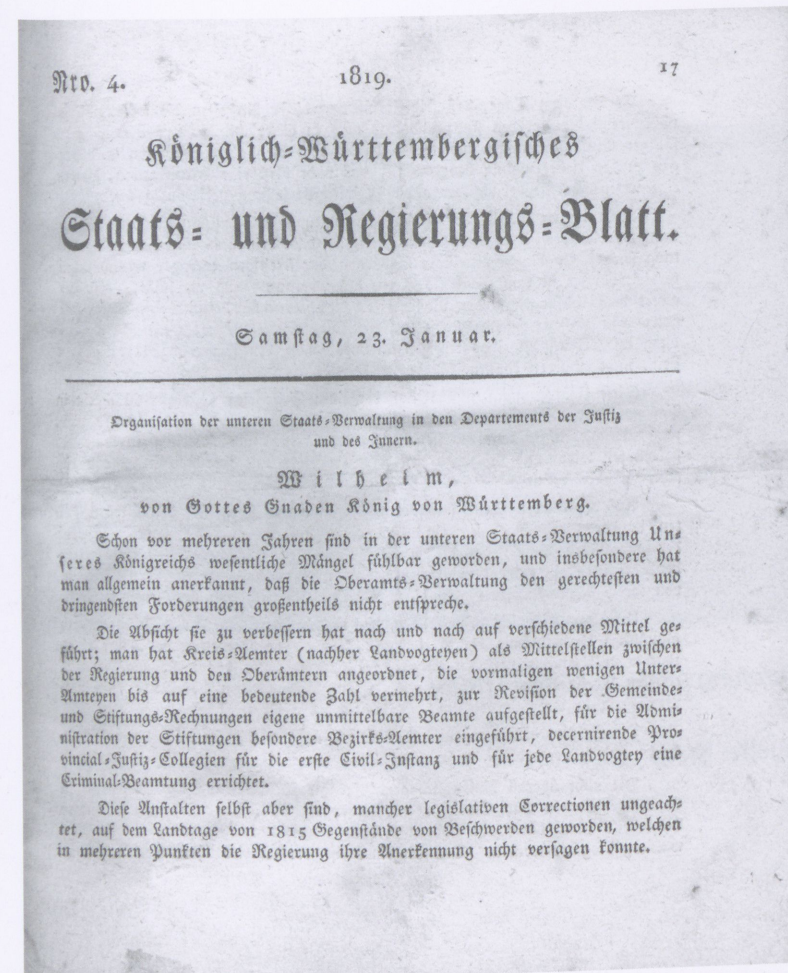 Nro. 4.
1819.
17
Königlich-Württembergisches
Staats- und Regierungs-Blatt.
Samstag, 23. Januar.
Organisation der unteren Staats-Verwaltung in den Departements der Justiz
und des Innern.
Wilhelm,
von Gottes Gnaden König von Württemberg.
Schon vor mehreren Jahren sind in der unteren Staats-Verwaltung Un-
seres Königreichs wesentliche Mängel fühlbar geworden, und insbesondere hat
man allgemein anerkannt, daß die Oberamts-Verwaltung den gerechtesten und
dringendsten Forderungen großentheils nicht entspreche.
Die Absicht sie zu verbessern hat nach und nach auf verschiedene Mittel ge-
führt; man hat Kreis-Aemter (nachher Landvogteyen) als Mittelstellen zwischen
der Regierung und den Oberämtern angeordnet, die vormaligen wenigen Unter-
Amteyen bis auf eine bedeutende Zahl vermehrt, zur Revision der Gemeinde-
und Stiftungs-Rechnungen eigene unmittelbare Beamte aufgestellt, für die Admi-
nistration der Stiftungen besondere Bezirks-Aemter eingeführt, decernirende Pro-
vincial-Justiz-Collegien für die erste Civil-Instanz und für jede Landvogtey eine
Criminal-Beamtung errichtet.
Diese Anstalten selbst aber sind, mancher legislativen Correctionen ungeach-
tet, auf dem Landtage von 1815 Gegenstände von Beschwerden geworden, welchen
in mehreren Punkten die Regierung ihre Anerkennung nicht versagen konnte.